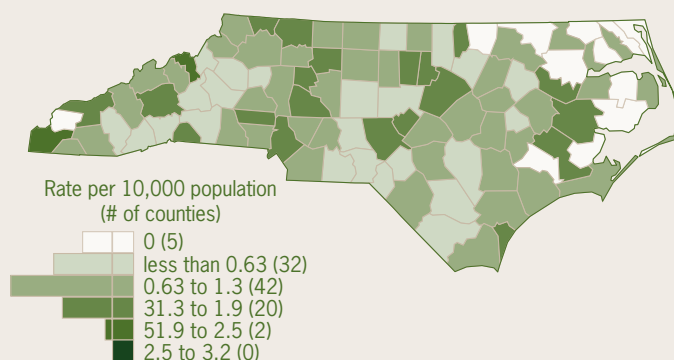 Rate per 10,000 population
(# of counties)
0 (5)
less than 0.63 (32)
0.63 to 1.3 (42)
31.3 to 1.9 (20)
51.9 to 2.5 (2)
2.5 to 3.2 (0)